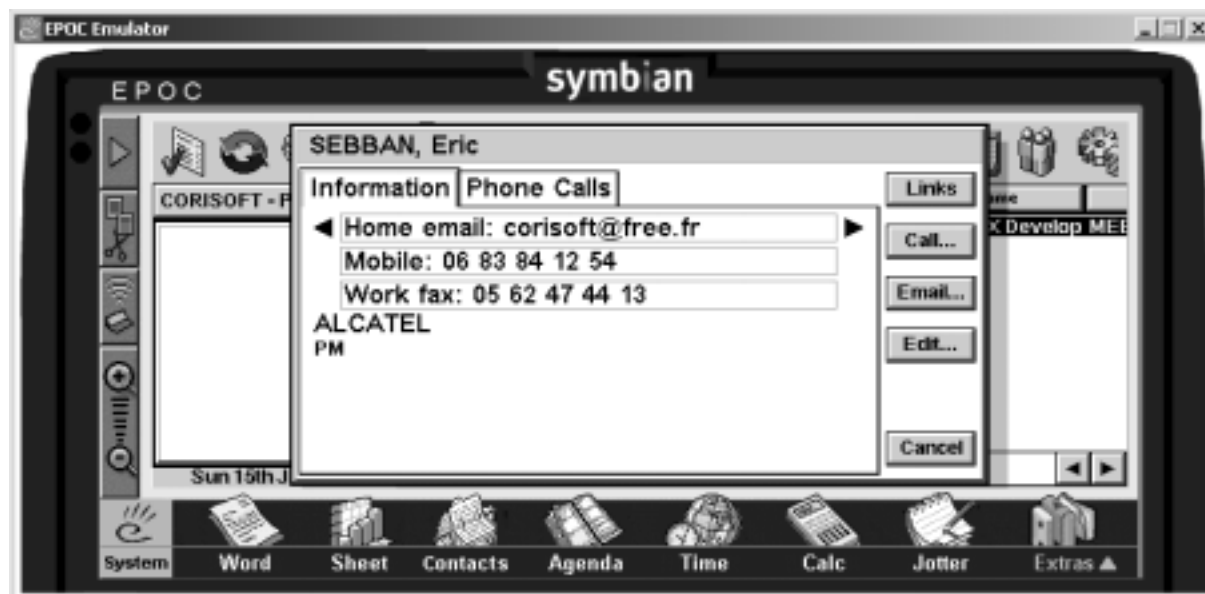 EPOC Emulator
symbian
EPOC
SEBBAN, Eric
Information Phone Calls
Links
CORISOFT - P
Home email: corisoft@free.fr
X Develop MEE
Call...
Mobile: 06 83 84 12 54
Work fax: 05 62 47 44 13
Email...
ALCATEL
PM
Edit...
Cancel
Sun 15th J
System Word Sheet Contacts Agenda Time Calc Jotter Extras